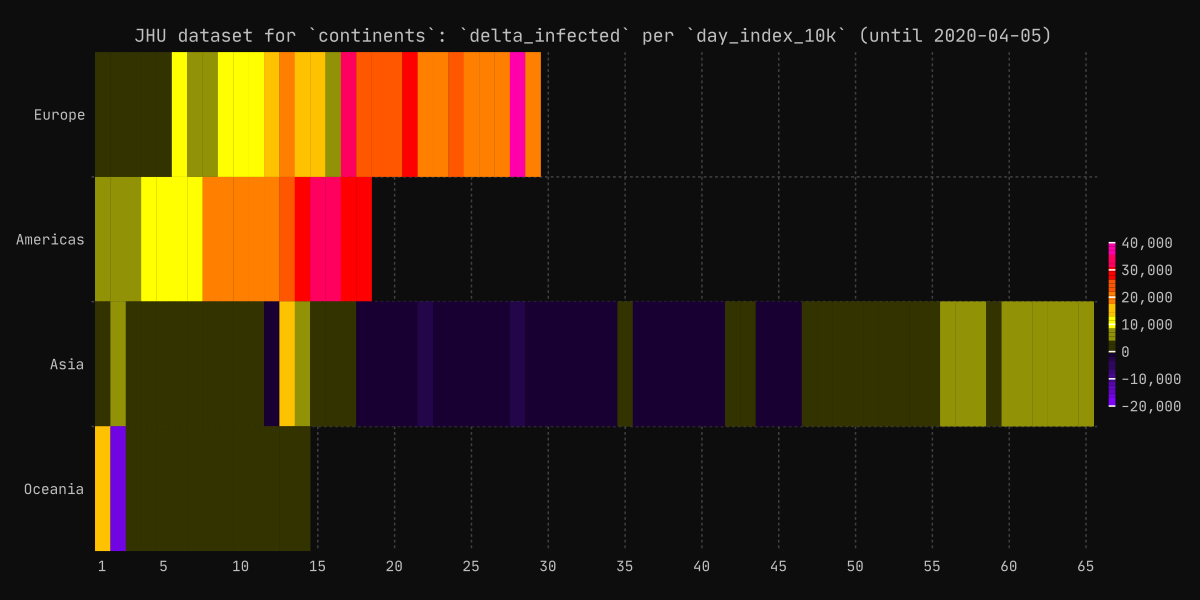 JHU dataset for `continents`: `delta_infected` per `day_index_10k` (until 2020-04-05)
Europe
Americas
Asia
Oceania
40,000
30,000
20,000
10,000
0
-10,000
-20,000
1 5 10 15 20 25 30 35 40 45 50 55 60 65